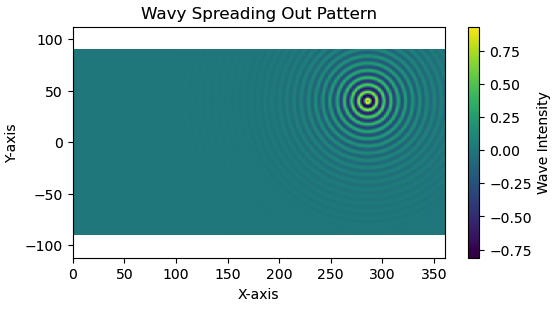 Wavy Spreading Out Pattern
Y-axis
100
50
0
−50
−100
0 50 100 150 200 250 300 350
X-axis
0.75
0.50
0.25
0.00
−0.25
−0.50
−0.75
Wave Intensity